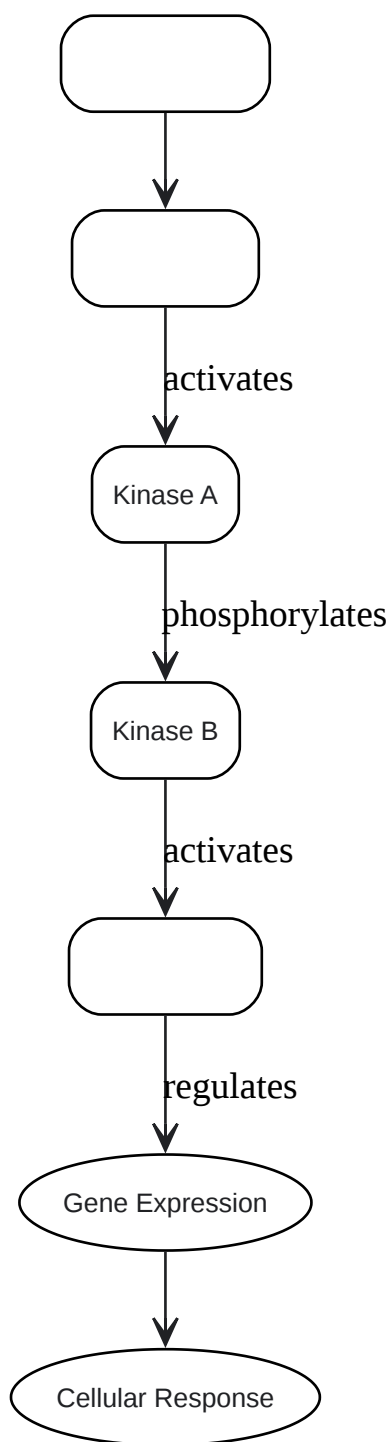 activates
Kinase A
phosphorylates
Kinase B
activates
regulates
Gene Expression
Cellular Response